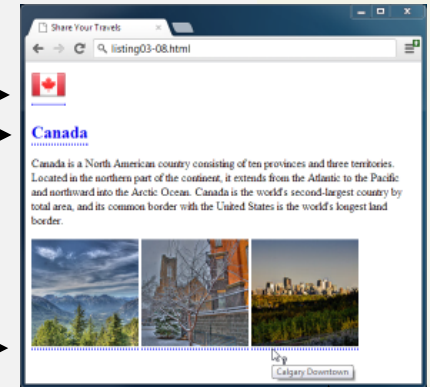 Share Your Travels
listing03-08.html
Canada
Canada is a North American country consisting of ten provinces and three territories.
Located in the northern part of the continent, it extends from the Atlantic to the Pacific
and northward into the Arctic Ocean. Canada is the world's second-largest country by
total area, and its common border with the United States is the world's longest land
border.
Calgary Downtown